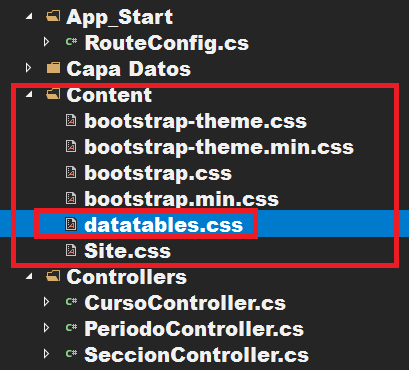 App_Start
C# RouteConfig.cs
Capa Datos
Content
bootstrap-theme.css
bootstrap-theme.min.css
bootstrap.css
bootstrap.min.css
datatables.css
Site.css
Controllers
C# CursoController.cs
C# PeriodoController.cs
C# SeccionController.cs